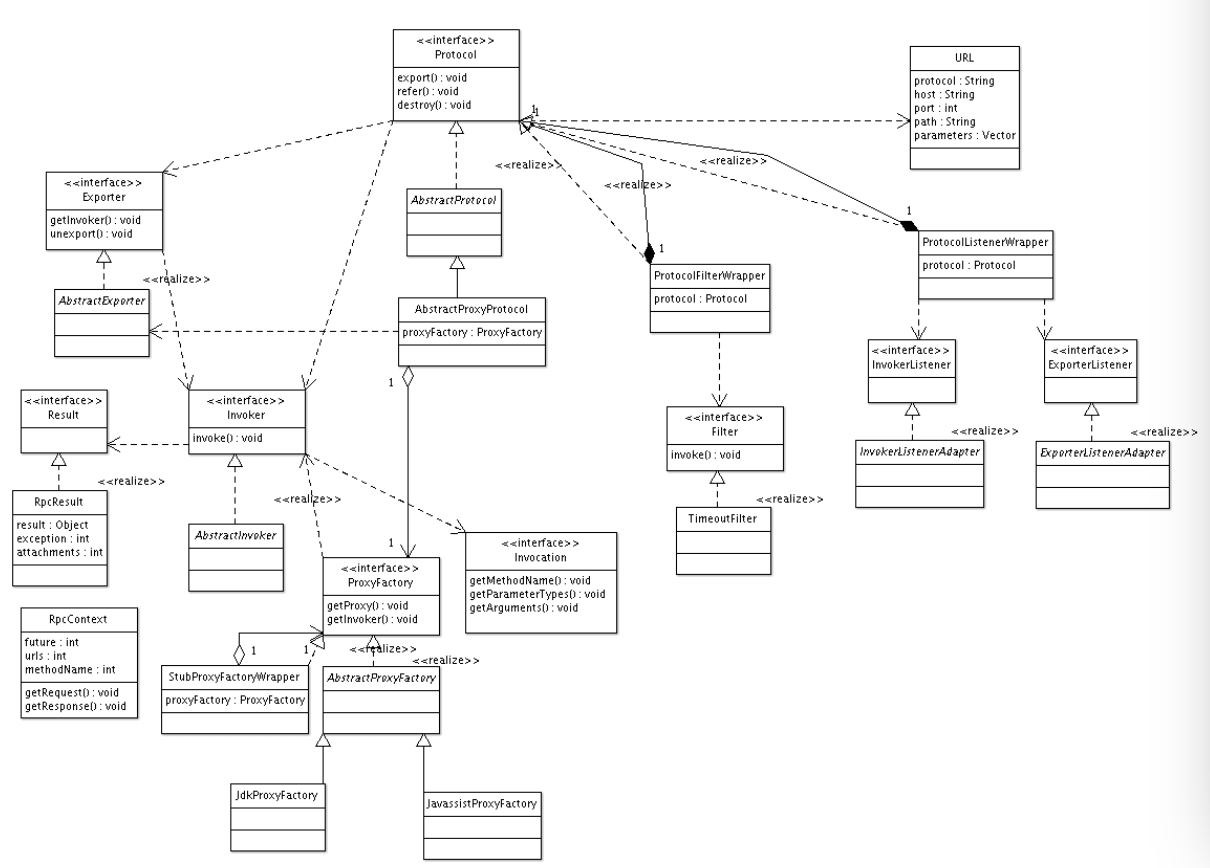 <<interface>>
Protocol
export() : void
refer() : void
destroy() : void
URL
protocol : String
host : String
port : int
path : String
parameters : Vector
1
1
<<realize>>
<<realize>>
<<realize>>
<<interface>>
Exporter
getInvoker() : void
unexport() : void
AbstractProtocol
1
ProtocolListenerWrapper
protocol : Protocol
1
ProtocolFilterWrapper
protocol : Protocol
<<realize>>
AbstractExporter
AbstractProxyProtocol
proxyFactory : ProxyFactory
1
<<interface>>
InvokerListener
<<interface>>
ExporterListener
<<interface>>
Result
<<interface>>
Invoker
invoke() : void
<<interface>>
Filter
invoke() : void
<<realize>>
<<realize>>
InvokerListenerAdapter
ExporterListenerAdapter
<<realize>>
RpcResult
result : Object
exception : int
attachments : int
<<realize>>
<<realize>>
TimeoutFilter
AbstractInvoker
1
<<interface>>
Invocation
getMethodName() : void
getParameterTypes() : void
getArguments() : void
<<interface>>
ProxyFactory
getProxy() : void
getInvoker() : void
RpcContext
future : int
urls : int
methodName : int
getRequest() : void
getResponse() : void
1
1
<<realize>>
<<realize>>
StubProxyFactoryWrapper
proxyFactory : ProxyFactory
AbstractProxyFactory
JdkProxyFactory
JavassistProxyFactory